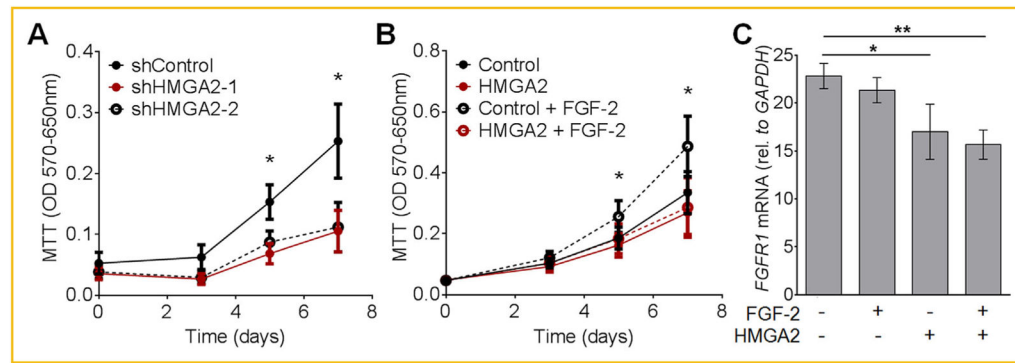 A
MTT (OD 570-650nm)
0.4
0.3
0.2
0.1
0.0
0 2 4 6 8
Time (days)
shControl
shHMGA2-1
shHMGA2-2
*
*
B
MTT (OD 570-650nm)
0.8
0.6
0.4
0.2
0.0
0 2 4 6 8
Time (days)
Control
HMGA2
Control + FGF-2
HMGA2 + FGF-2
*
*
C
FGFR1 mRNA (rel. to GAPDH)
25
20
15
10
5
0
**
*
FGF-2 - + - +
HMGA2 - - + +